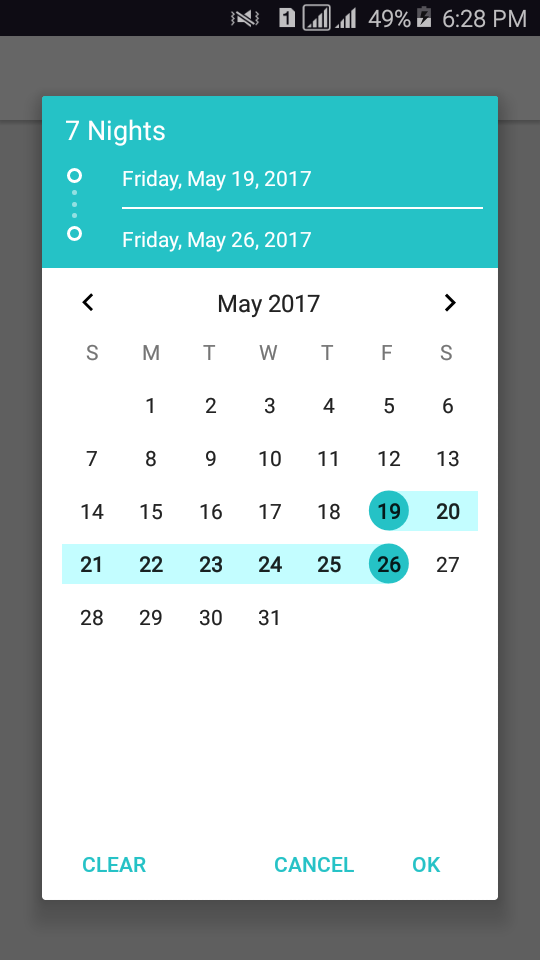 1 49% 6:28 PM
7 Nights
Friday, May 19, 2017
Friday, May 26, 2017
May 2017
S M T W T F S
1 2 3 4 5 6
7 8 9 10 11 12 13
14 15 16 17 18 19 20
21 22 23 24 25 26 27
28 29 30 31
CLEAR CANCEL OK